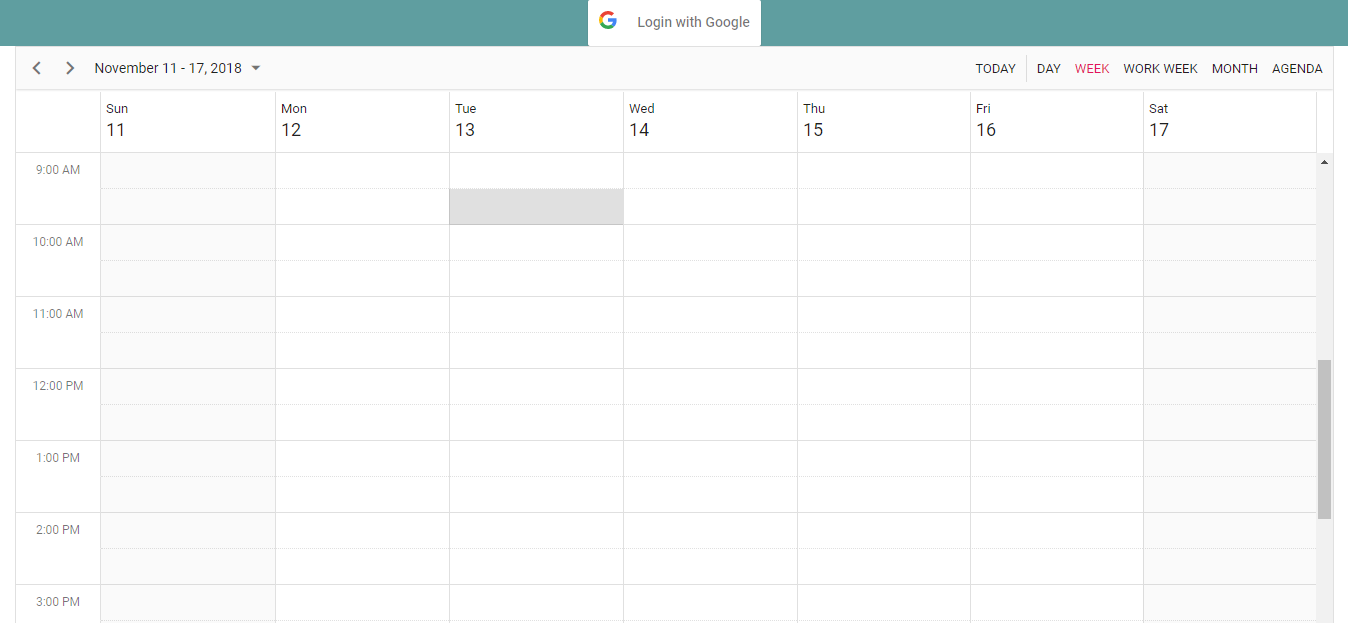 Login with Google
November 11 - 17, 2018 TODAY DAY WEEK WORK WEEK MONTH AGENDA
Sun Mon Tue Wed Thu Fri Sat
11 12 13 14 15 16 17
9:00 AM
10:00 AM
11:00 AM
12:00 PM
1:00 PM
2:00 PM
3:00 PM